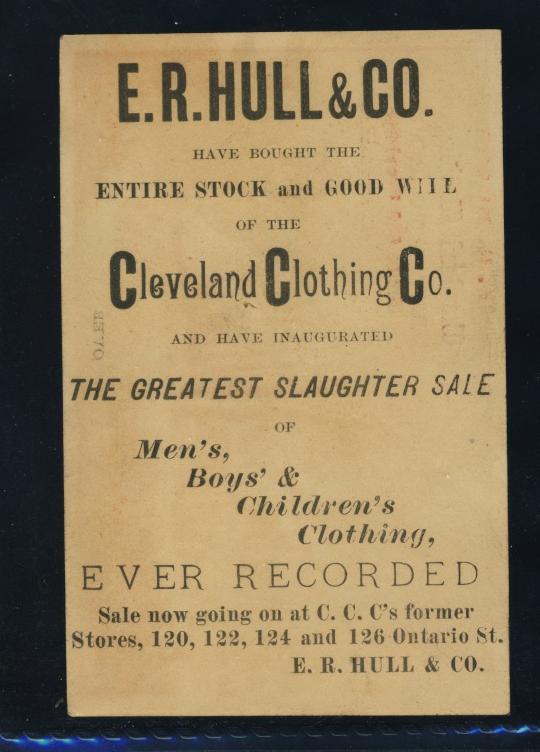 E.R.HULL & CO.
HAVE BOUGHT THE
ENTIRE STOCK and GOOD WILL
OF THE
Cleveland Clothing Co.
AND HAVE INAUGURATED
THE GREATEST SLAUGHTER SALE
OF
Men's,
Boys' &
Children's
Clothing,
EVER RECORDED
Sale now going on at C. C. C's former
Stores, 120, 122, 124 and 126 Ontario St.
E. R. HULL & CO.